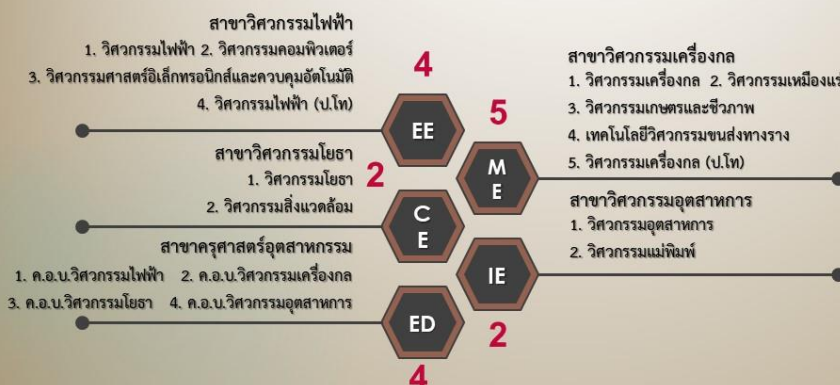 สาขาวิศวกรรมไฟฟ้า
1. วิศวกรรมไฟฟ้า 2. วิศวกรรมคอมพิวเตอร์
3. วิศวกรรมศาสตร์อิเล็กทรอนิกส์และควบคุมอัตโนมัติ
4. วิศวกรรมไฟฟ้า (ป.โท)
4
EE
สาขาวิศวกรรมเครื่องกล
1. วิศวกรรมเครื่องกล 2. วิศวกรรมเหมืองแร่
3. วิศวกรรมเกษตรและชีวภาพ
4. เทคโนโลยีวิศวกรรมขนส่งทางราง
5. วิศวกรรมเครื่องกล (ป.โท)
5
M
E
สาขาวิศวกรรมโยธา
1. วิศวกรรมโยธา
2. วิศวกรรมสิ่งแวดล้อม
2
C
E
สาขาวิศวกรรมอุตสาหการ
1. วิศวกรรมอุตสาหการ
2. วิศวกรรมแม่พิมพ์
IE
2
สาขาครุศาสตร์อุตสาหกรรม
1. ค.อ.บ.วิศวกรรมไฟฟ้า 2. ค.อ.บ.วิศวกรรมเครื่องกล
3. ค.อ.บ.วิศวกรรมโยธา 4. ค.อ.บ.วิศวกรรมอุตสาหการ
ED
4